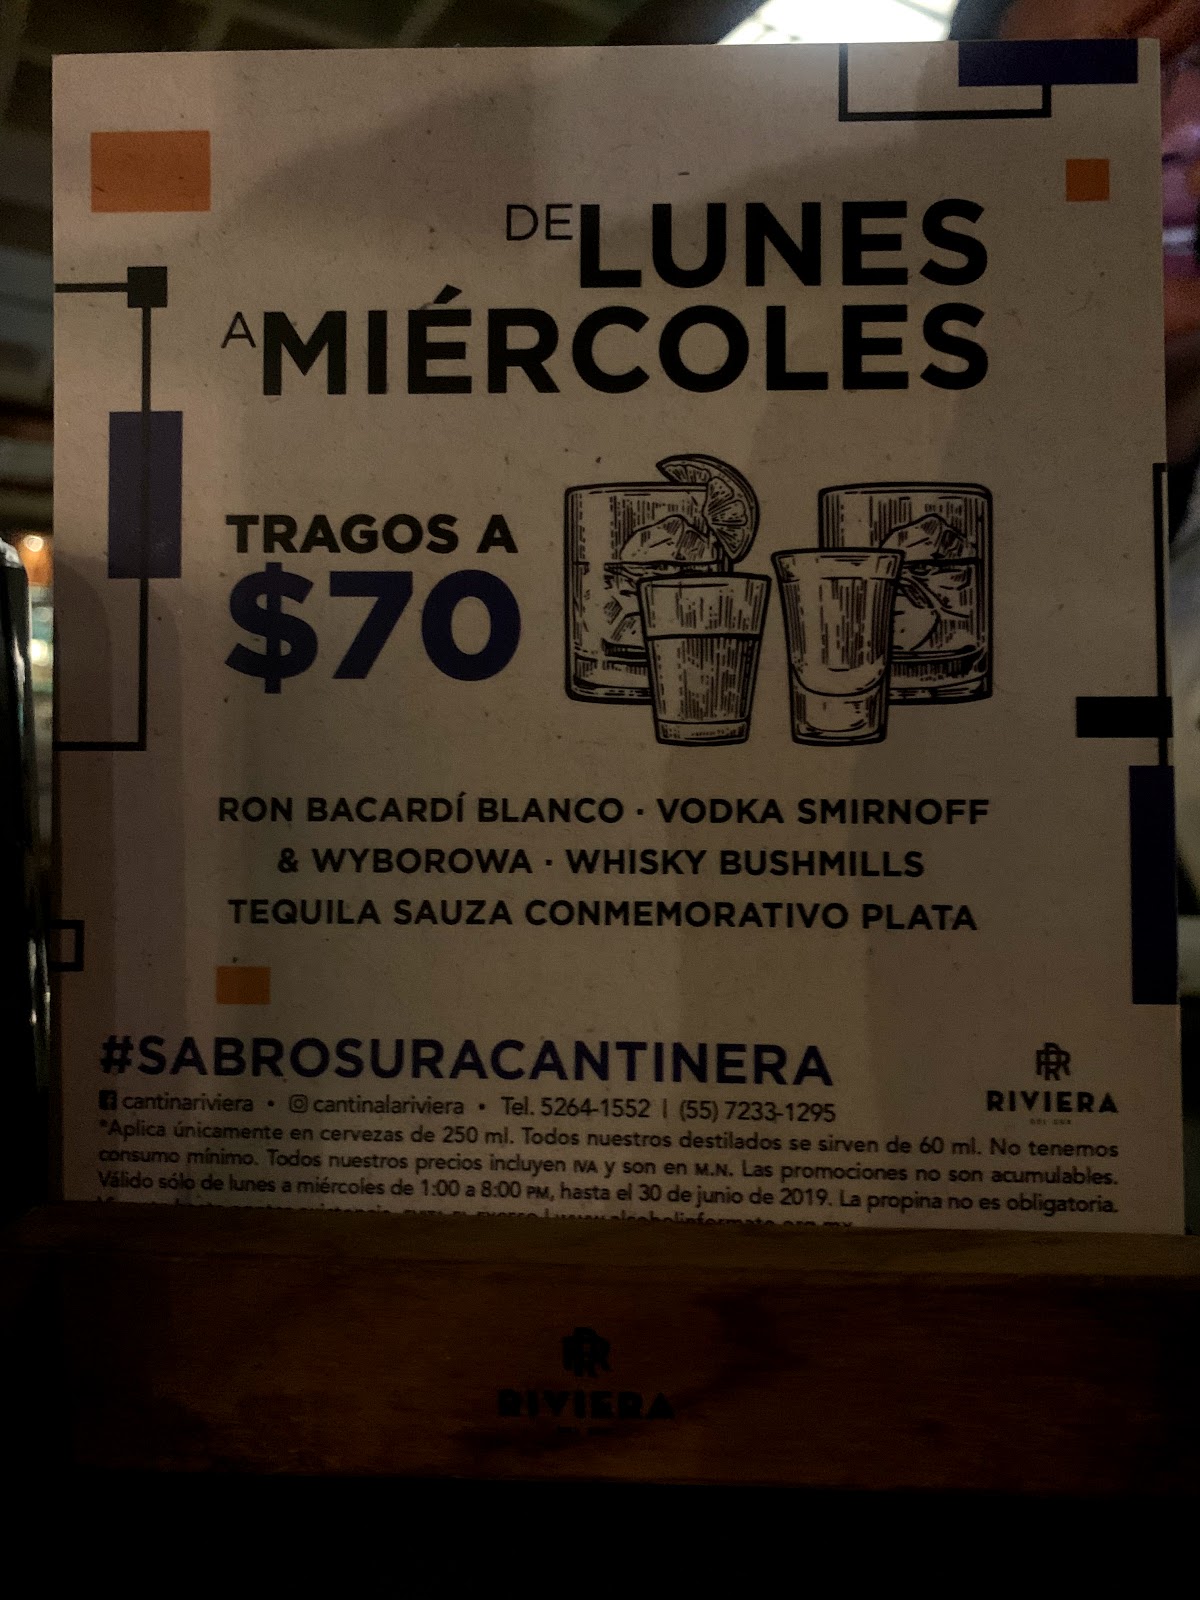 DE LUNES
A MIÉRCOLES
TRAGOS A
$70
RON BACARDÍ BLANCO · VODKA SMIRNOFF
& WYBOROWA · WHISKY BUSHMILLS
TEQUILA SAUZA CONMEMORATIVO PLATA
#SABROSURACANTINERA
cantinariviera • cantinalariviera • Tel. 5264-1552 | (55) 7233-1295
RIVIERA
DEL SUR
*Aplica únicamente en cervezas de 250 ml. Todos nuestros destilados se sirven de 60 ml. No tenemos
consumo mínimo. Todos nuestros precios incluyen IVA y son en M.N. Las promociones no son acumulables.
Válido sólo de lunes a miércoles de 1:00 a 8:00 PM, hasta el 30 de junio de 2019. La propina no es obligatoria.
RIVIERA